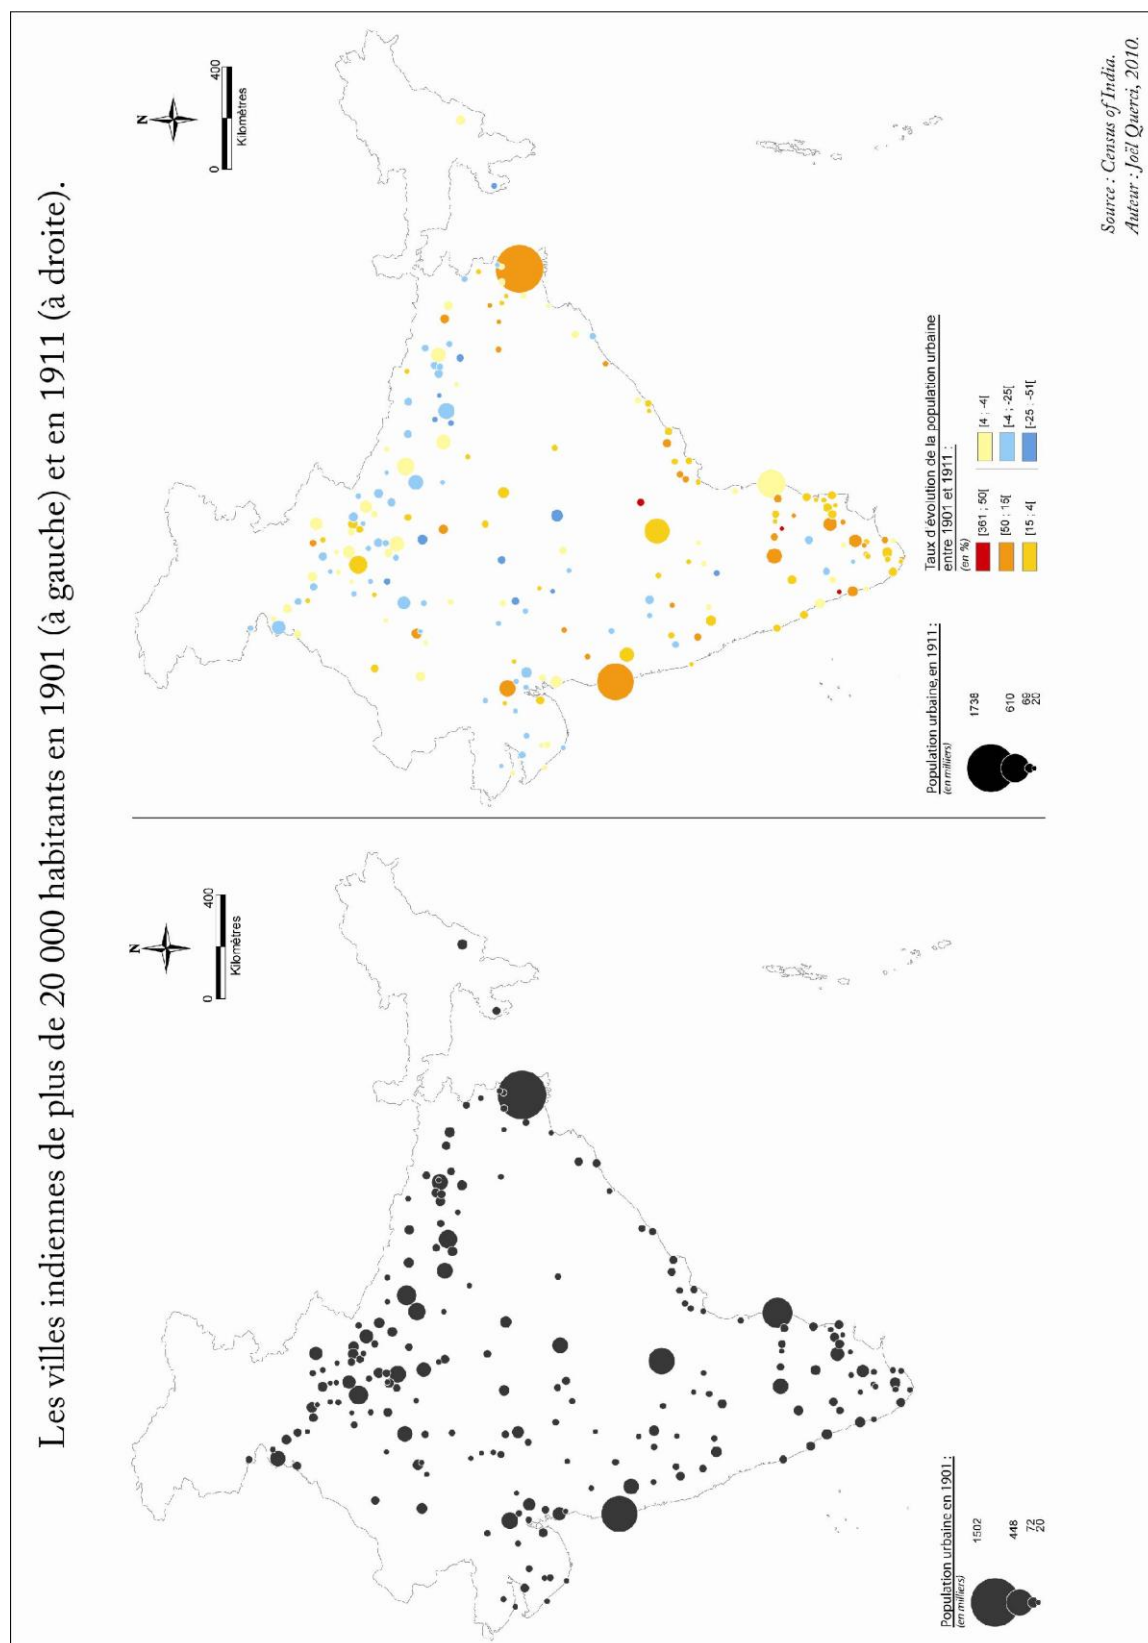 Les villes indiennes de plus de 20 000 habitants en 1901 (à gauche) et en 1911 (à droite).
N
0 400
Kilomètres
Population urbaine en 1901 :
(en milliers)
1502
448
72
20
N
0 400
Kilomètres
Population urbaine, en 1911 :
(en milliers)
1738
610
69
20
Taux d'évolution de la population urbaine
entre 1901 et 1911 :
(en %)
[361 ; 50[
[50 ; 15[
[15 ; 4[
[4 ; -4[
[-4 ; -25[
[-25 ; -51[
Source : Census of India.
Auteur : Joël Querci, 2010.